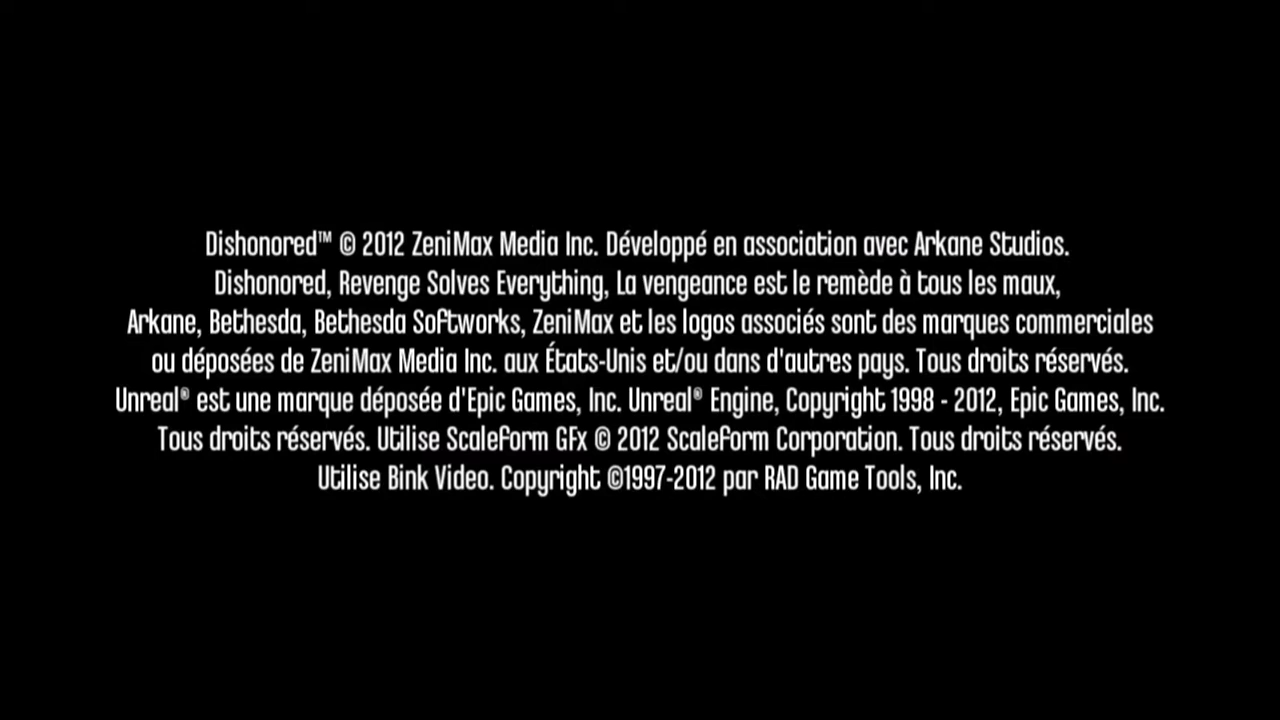 Dishonored™ © 2012 ZeniMax Media Inc. Développé en association avec Arkane Studios.
Dishonored, Revenge Solves Everything, La vengeance est le remède à tous les maux,
Arkane, Bethesda, Bethesda Softworks, ZeniMax et les logos associés sont des marques commerciales
ou déposées de ZeniMax Media Inc. aux États-Unis et/ou dans d'autres pays. Tous droits réservés.
Unreal® est une marque déposée d'Epic Games, Inc. Unreal® Engine, Copyright 1998 - 2012, Epic Games, Inc.
Tous droits réservés. Utilise Scaleform GFx © 2012 Scaleform Corporation. Tous droits réservés.
Utilise Bink Video. Copyright ©1997-2012 par RAD Game Tools, Inc.